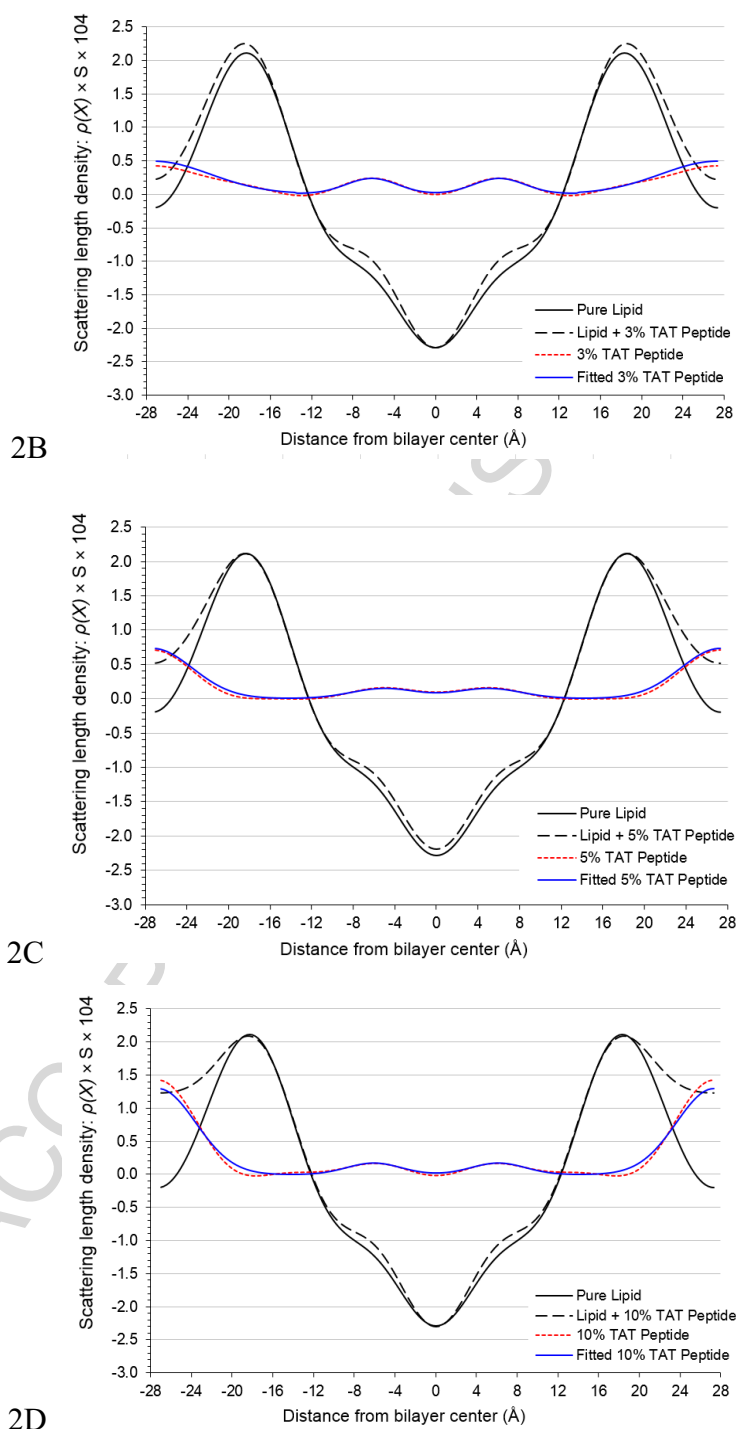 2.5
2.0
1.5
1.0
0.5
0.0
-0.5
-1.0
-1.5
-2.0
-2.5
-3.0
Scattering length density: ρ(X) × S × 104
-28 -24 -20 -16 -12 -8 -4 0 4 8 12 16 20 24 28
Distance from bilayer center (Å)
Pure Lipid
Lipid + 3% TAT Peptide
3% TAT Peptide
Fitted 3% TAT Peptide
2B
2.5
2.0
1.5
1.0
0.5
0.0
-0.5
-1.0
-1.5
-2.0
-2.5
-3.0
Scattering length density: ρ(X) × S × 104
-28 -24 -20 -16 -12 -8 -4 0 4 8 12 16 20 24 28
Distance from bilayer center (Å)
Pure Lipid
Lipid + 5% TAT Peptide
5% TAT Peptide
Fitted 5% TAT Peptide
2C
2.5
2.0
1.5
1.0
0.5
0.0
-0.5
-1.0
-1.5
-2.0
-2.5
-3.0
Scattering length density: ρ(X) × S × 104
-28 -24 -20 -16 -12 -8 -4 0 4 8 12 16 20 24 28
Distance from bilayer center (Å)
Pure Lipid
Lipid + 10% TAT Peptide
10% TAT Peptide
Fitted 10% TAT Peptide
2D